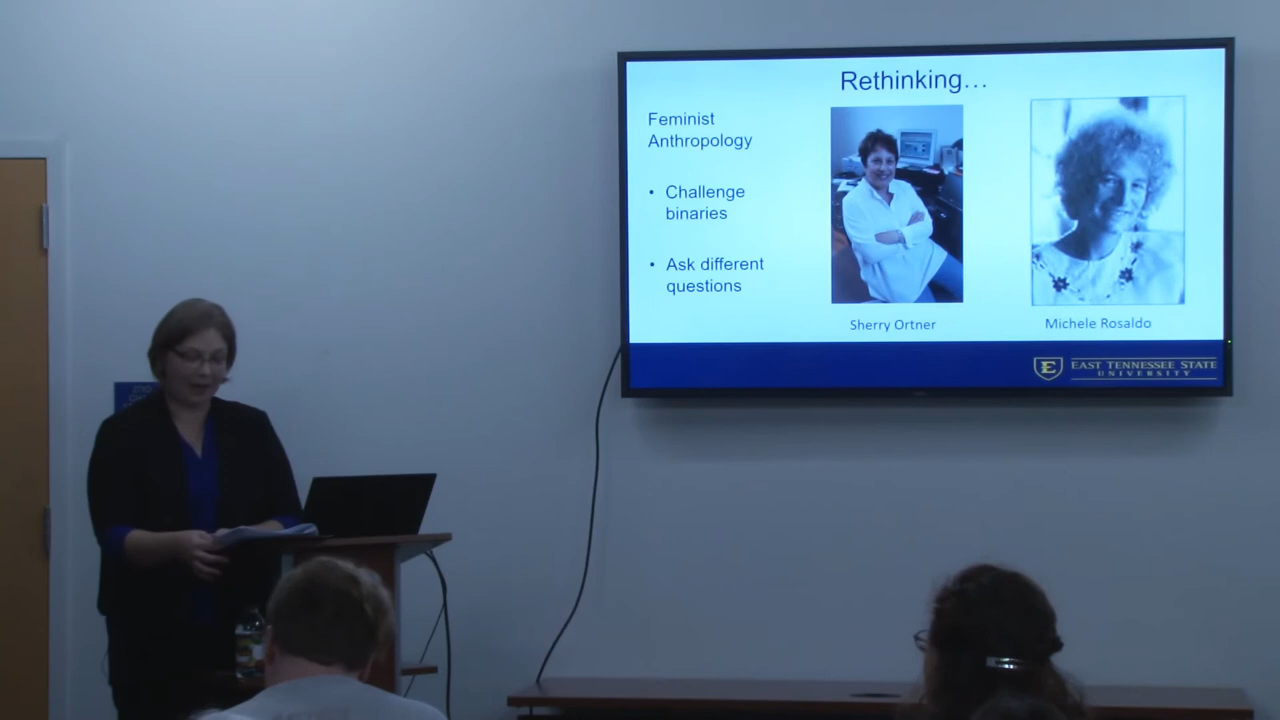 Rethinking…
Feminist
Anthropology
• Challenge
binaries
• Ask different
questions
Sherry Ortner
Michele Rosaldo
E EAST TENNESSEE STATE
UNIVERSITY